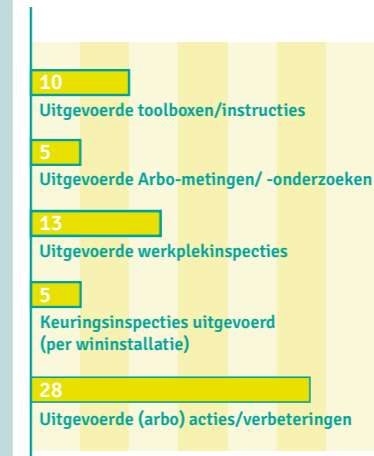 10
Uitgevoerde toolboxen/instructies
5
Uitgevoerde Arbo-metingen/ -onderzoeken
13
Uitgevoerde werkplekinspecties
5
Keuringsinspecties uitgevoerd
(per wininstallatie)
28
Uitgevoerde (arbo) acties/verbeteringen